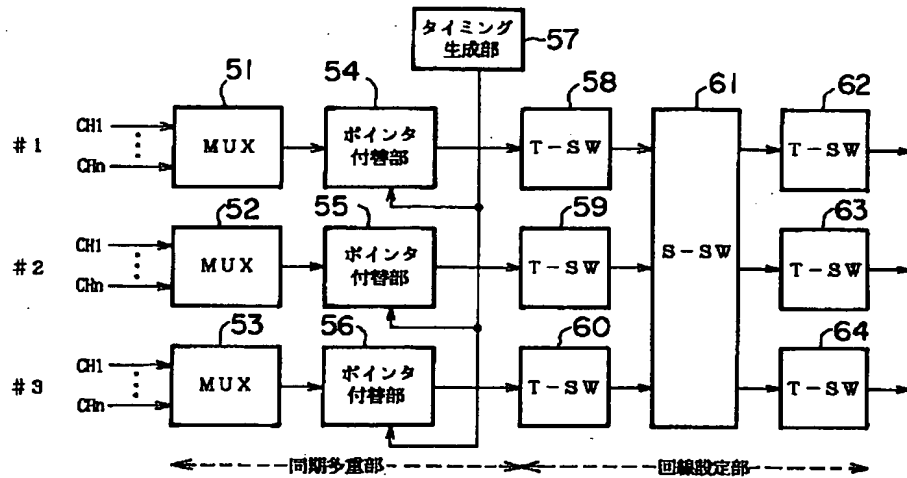 タイミング
生成部
57
51
54
58
61
62
#1
CH1
CHn
MUX
ポインタ
付替部
T-SW
T-SW
52
55
59
63
#2
CH1
CHn
MUX
ポインタ
付替部
T-SW
S-SW
T-SW
53
56
60
64
#3
CH1
CHn
MUX
ポインタ
付替部
T-SW
T-SW
同期多重部
回線設定部